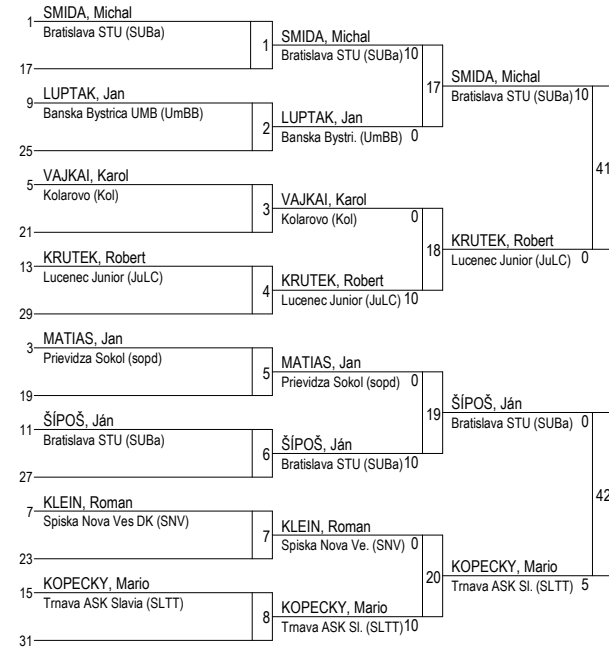 1 SMIDA, Michal
Bratislava STU (SUBa)
17
1
9 LUPTAK, Jan
Banska Bystrica UMB (UmBB)
25
2
5 VAJKAI, Karol
Kolarovo (Kol)
21
3
13 KRUTEK, Robert
Lucenec Junior (JuLC)
29
4
3 MATIAS, Jan
Prievidza Sokol (sopd)
19
5
11 ŠÍPOŠ, Ján
Bratislava STU (SUBa)
27
6
7 KLEIN, Roman
Spiska Nova Ves DK (SNV)
23
7
15 KOPECKY, Mario
Trnava ASK Slavia (SLTT)
31
8
SMIDA, Michal
Bratislava STU (SUBa) 10
17
LUPTAK, Jan
Banska Bystri. (UmBB) 0
VAJKAI, Karol
Kolarovo (Kol) 0
18
KRUTEK, Robert
Lucenec Junior (JuLC) 10
MATIAS, Jan
Prievidza Sokol (sopd) 0
19
ŠÍPOŠ, Ján
Bratislava STU (SUBa) 10
KLEIN, Roman
Spiska Nova Ve. (SNV) 0
20
KOPECKY, Mario
Trnava ASK Sl. (SLTT) 10
SMIDA, Michal
Bratislava STU (SUBa) 10
41
KRUTEK, Robert
Lucenec Junior (JuLC) 0
ŠÍPOŠ, Ján
Bratislava STU (SUBa) 0
42
KOPECKY, Mario
Trnava ASK Sl. (SLTT) 5